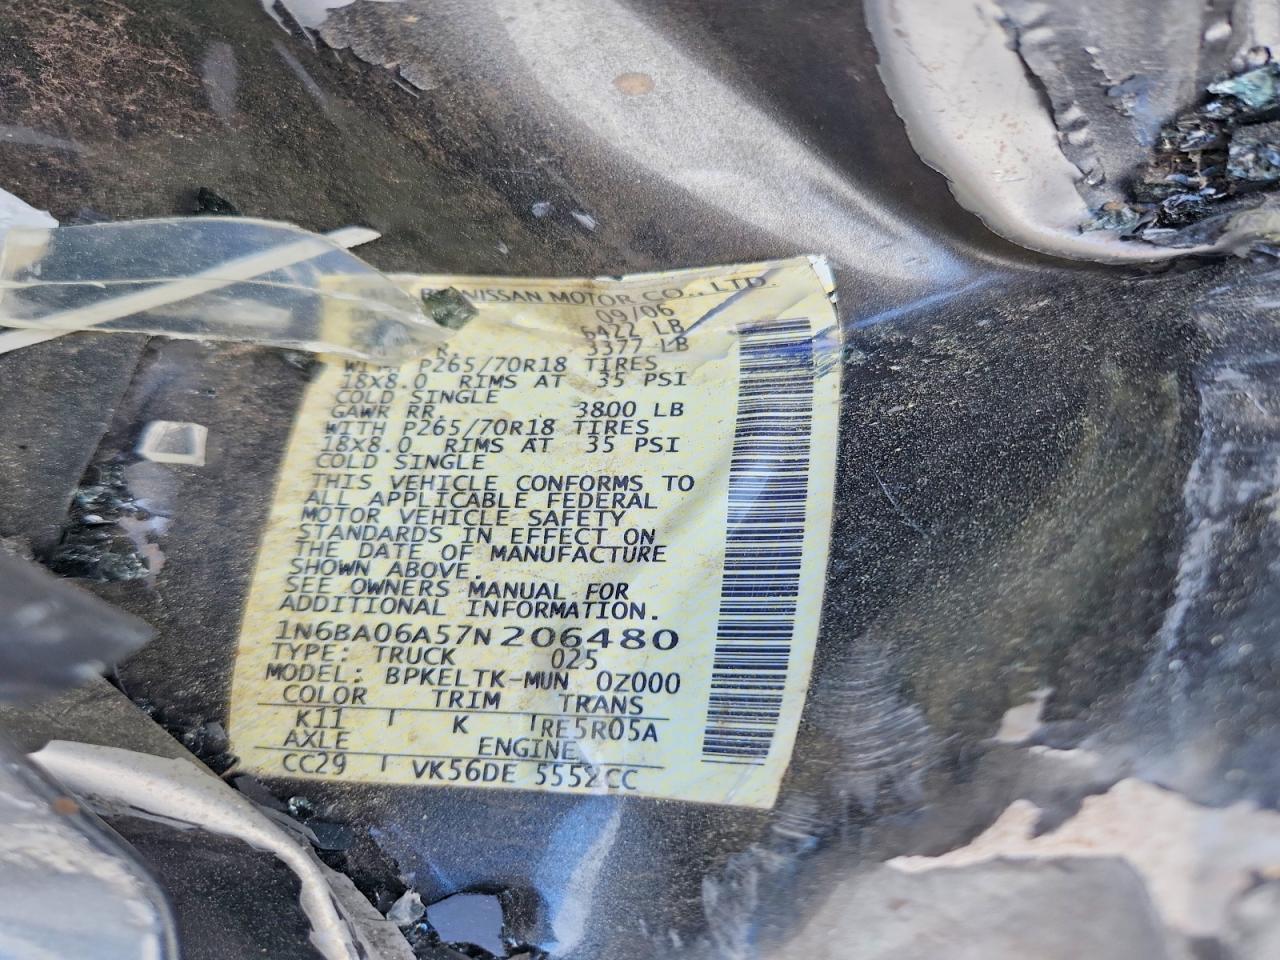 NISSAN MOTOR CO., LTD.
09/06
6422 LB
3377 LB
WITH P265/70R18 TIRES
18X8.0 RIMS AT 35 PSI
COLD SINGLE
GAWR RR. 3800 LB
WITH P265/70R18 TIRES
18X8.0 RIMS AT 35 PSI
COLD SINGLE
THIS VEHICLE CONFORMS TO
ALL APPLICABLE FEDERAL
MOTOR VEHICLE SAFETY
STANDARDS IN EFFECT ON
THE DATE OF MANUFACTURE
SHOWN ABOVE.
SEE OWNERS MANUAL FOR
ADDITIONAL INFORMATION.
1N6BA06A57N206480
TYPE: TRUCK 025
MODEL: BPKELTK-MUN 0Z000
COLOR TRIM TRANS
K11 K RE5R05A
AXLE ENGINE
CC29 VK56DE 5552CC